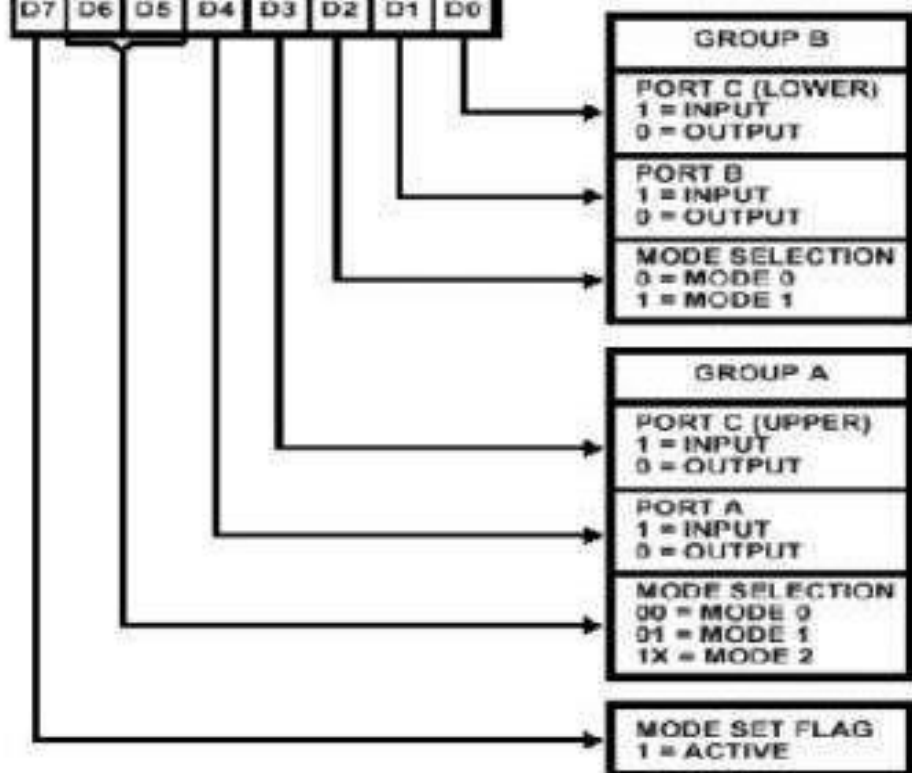 D7 D6 D5 D4 D3 D2 D1 D0
GROUP B
PORT C (LOWER)
1 = INPUT
0 = OUTPUT
PORT B
1 = INPUT
0 = OUTPUT
MODE SELECTION
0 = MODE 0
1 = MODE 1
GROUP A
PORT C (UPPER)
1 = INPUT
0 = OUTPUT
PORT A
1 = INPUT
0 = OUTPUT
MODE SELECTION
00 = MODE 0
01 = MODE 1
1X = MODE 2
MODE SET FLAG
1 = ACTIVE